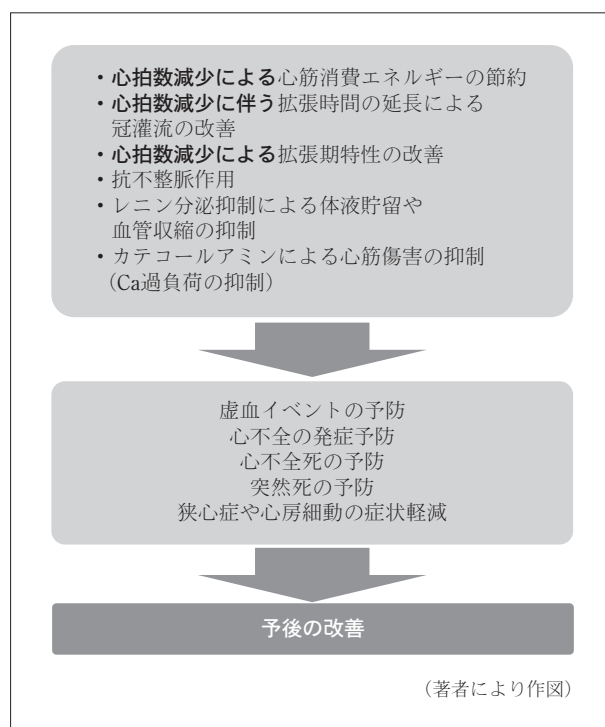 ・心拍数減少による心筋消費エネルギーの節約
・心拍数減少に伴う拡張時間の延長による
冠灌流の改善
・心拍数減少による拡張期特性の改善
・抗不整脈作用
・レニン分泌抑制による体液貯留や
血管収縮の抑制
・カテコールアミンによる心筋傷害の抑制
（Ca過負荷の抑制）
虚血イベントの予防
心不全の発症予防
心不全死の予防
突然死の予防
狭心症や心房細動の症状軽減
予後の改善
（著者により作図）